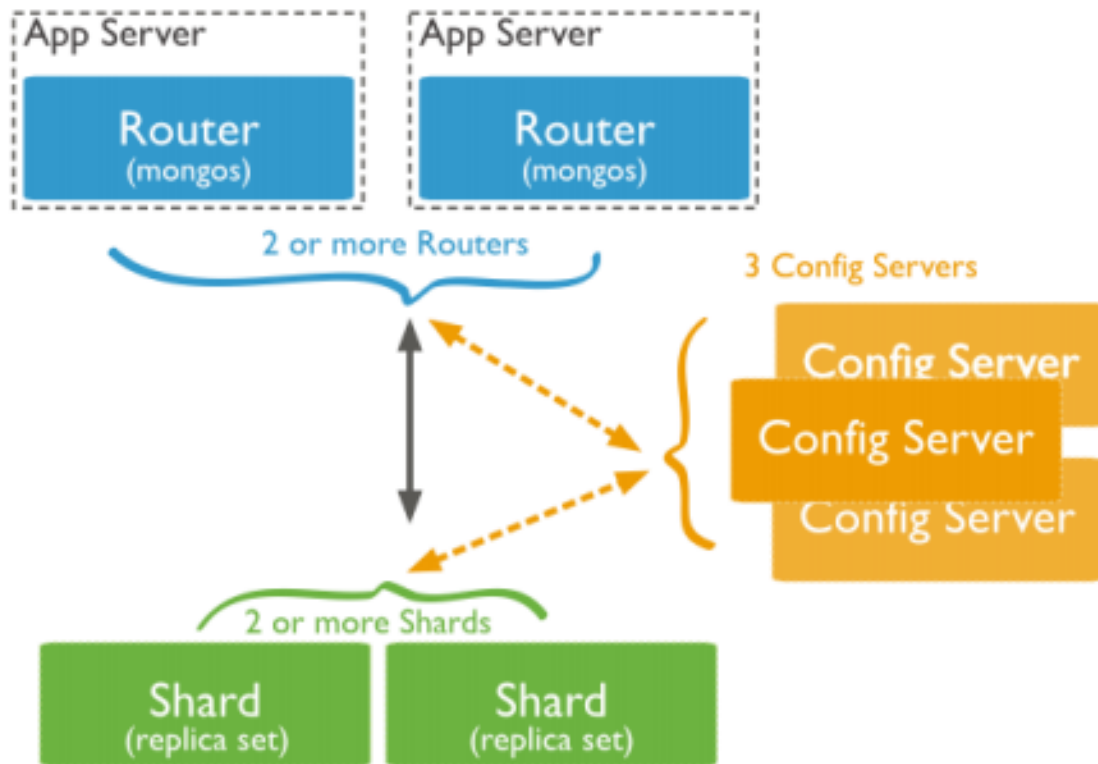 App Server
App Server
Router
(mongos)
Router
(mongos)
2 or more Routers
3 Config Servers
Config Server
Config Server
Config Server
2 or more Shards
Shard
(replica set)
Shard
(replica set)